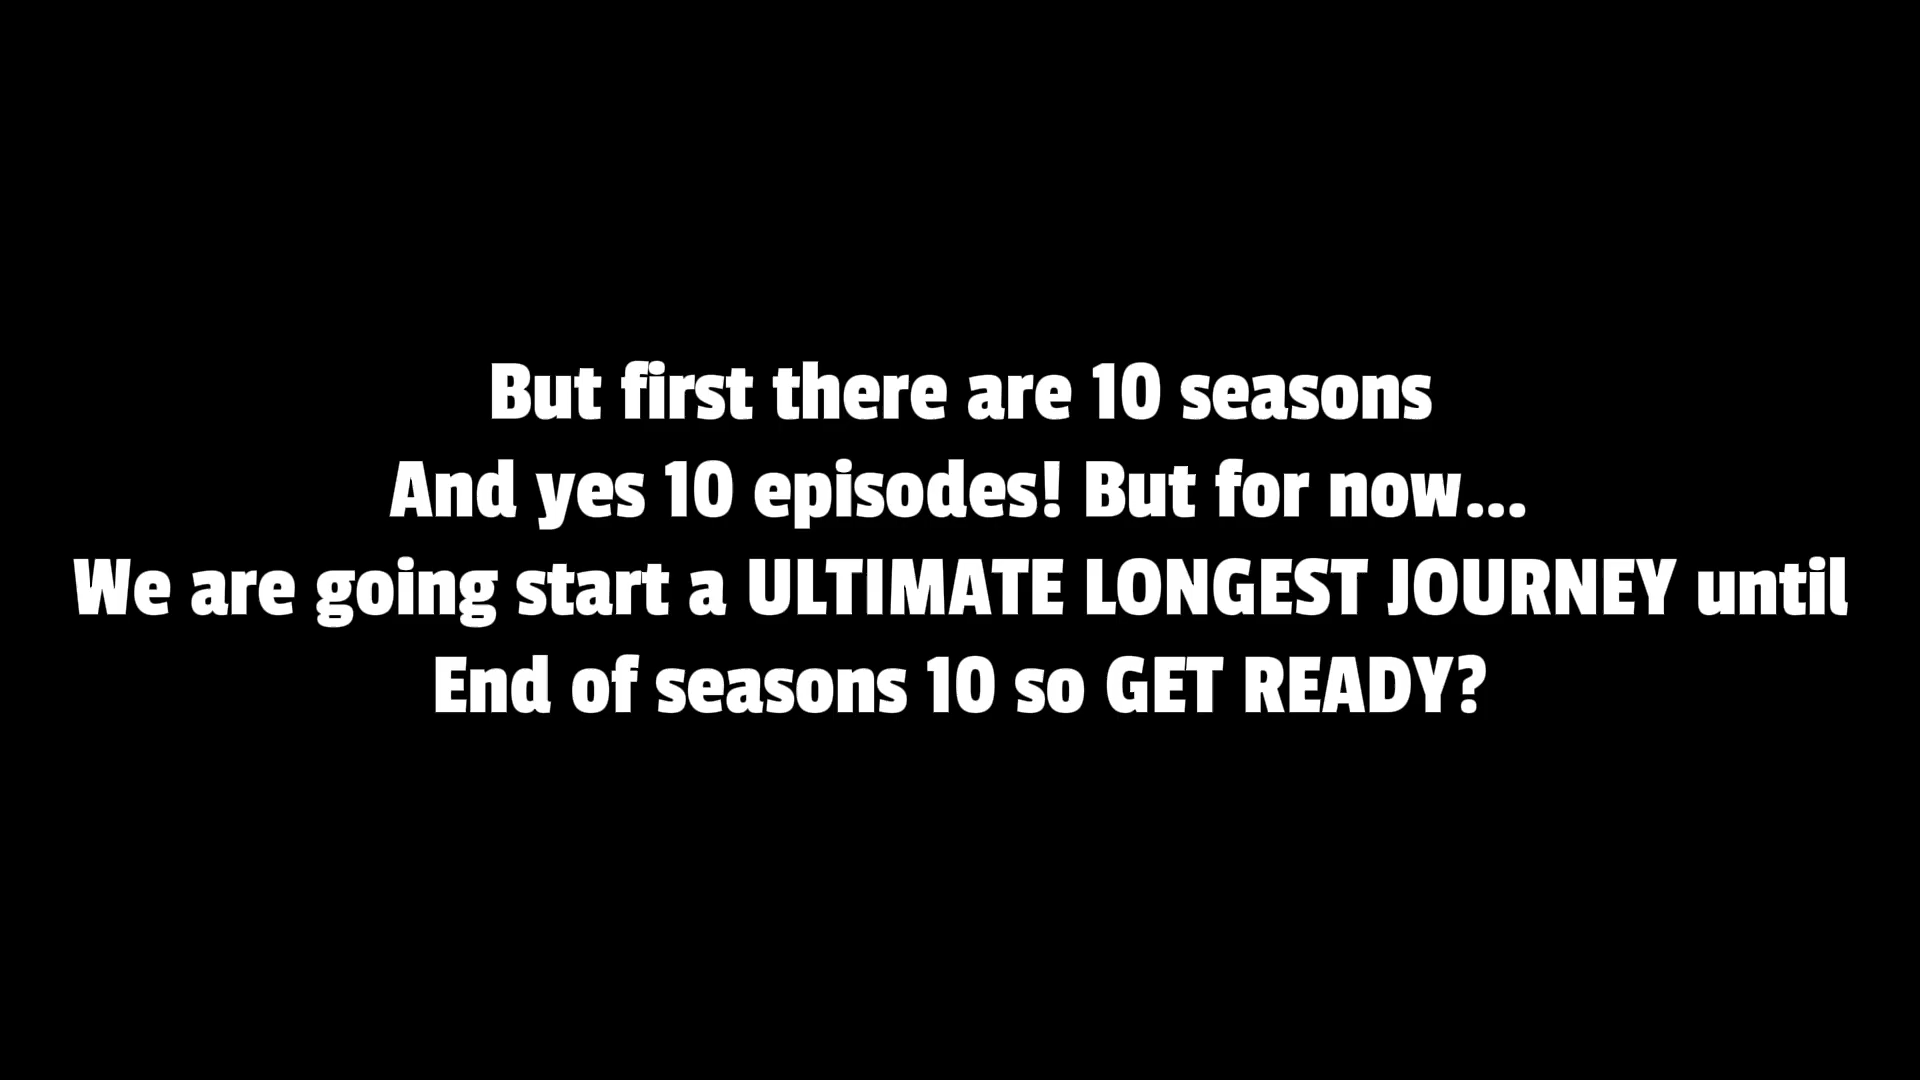 But first there are 10 seasons
And yes 10 episodes! But for now...
We are going start a ULTIMATE LONGEST JOURNEY until
End of seasons 10 so GET READY?